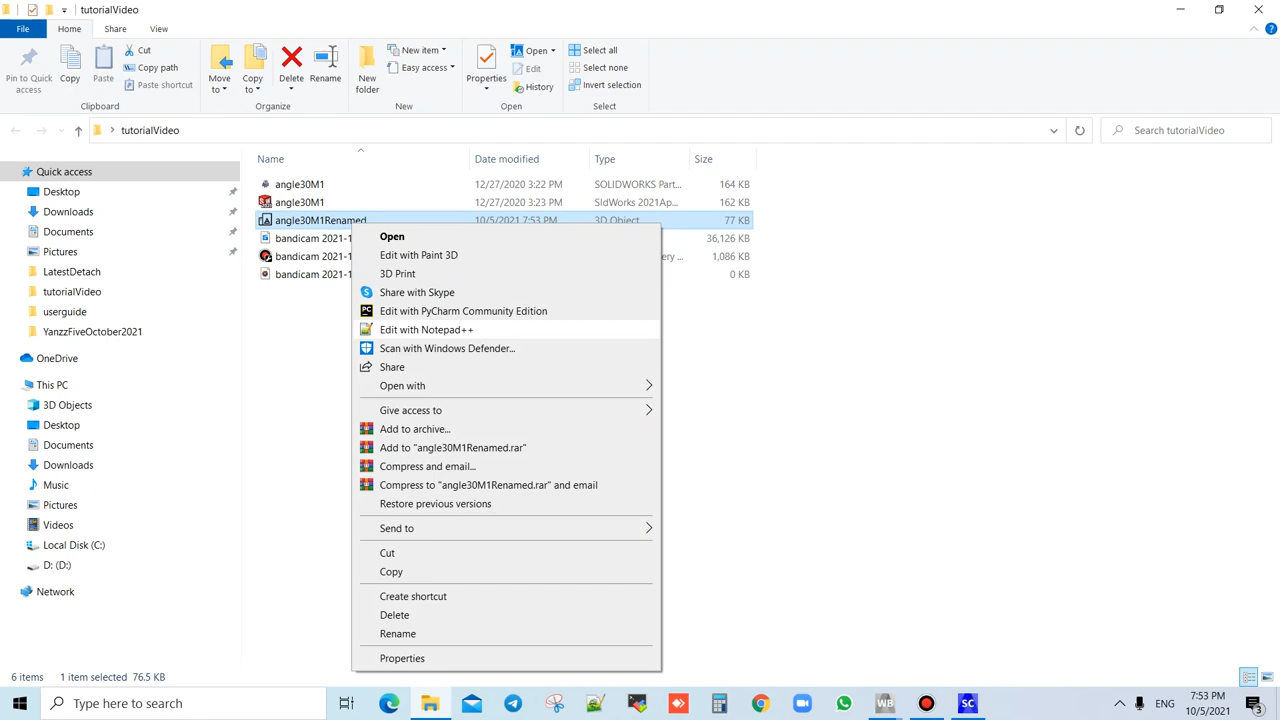 tutorialVideo
File Home Share View
Pin to Quick access
Copy
Paste
Cut
Copy path
Paste shortcut
Clipboard
Move to
Copy to
Delete
Rename
Organize
New folder
New item
Easy access
New
Properties
Open
Edit
History
Open
Select all
Select none
Invert selection
Select
tutorialVideo
Search tutorialVideo
Name Date modified Type Size
angle30M1 12/27/2020 3:22 PM SOLIDWORKS Part... 164 KB
angle30M1 12/27/2020 3:23 PM SldWorks 2021Ap... 162 KB
angle30M1Renamed 10/5/2021 7:53 PM 3D Object 77 KB
bandicam 2021-1 36,126 KB
bandicam 2021-1 ery ... 1,086 KB
bandicam 2021-1 0 KB
Quick access
Desktop
Downloads
Documents
Pictures
LatestDetach
tutorialVideo
userguide
YanzzFiveOctober2021
OneDrive
This PC
3D Objects
Desktop
Documents
Downloads
Music
Pictures
Videos
Local Disk (C:)
D: (D:)
Network
Open
Edit with Paint 3D
3D Print
Share with Skype
Edit with PyCharm Community Edition
Edit with Notepad++
Scan with Windows Defender...
Share
Open with
Give access to
Add to archive...
Add to "angle30M1Renamed.rar"
Compress and email...
Compress to "angle30M1Renamed.rar" and email
Restore previous versions
Send to
Cut
Copy
Create shortcut
Delete
Rename
Properties
6 items 1 item selected 76.5 KB
Type here to search
WB
SC
ENG
7:53 PM
10/5/2021
3